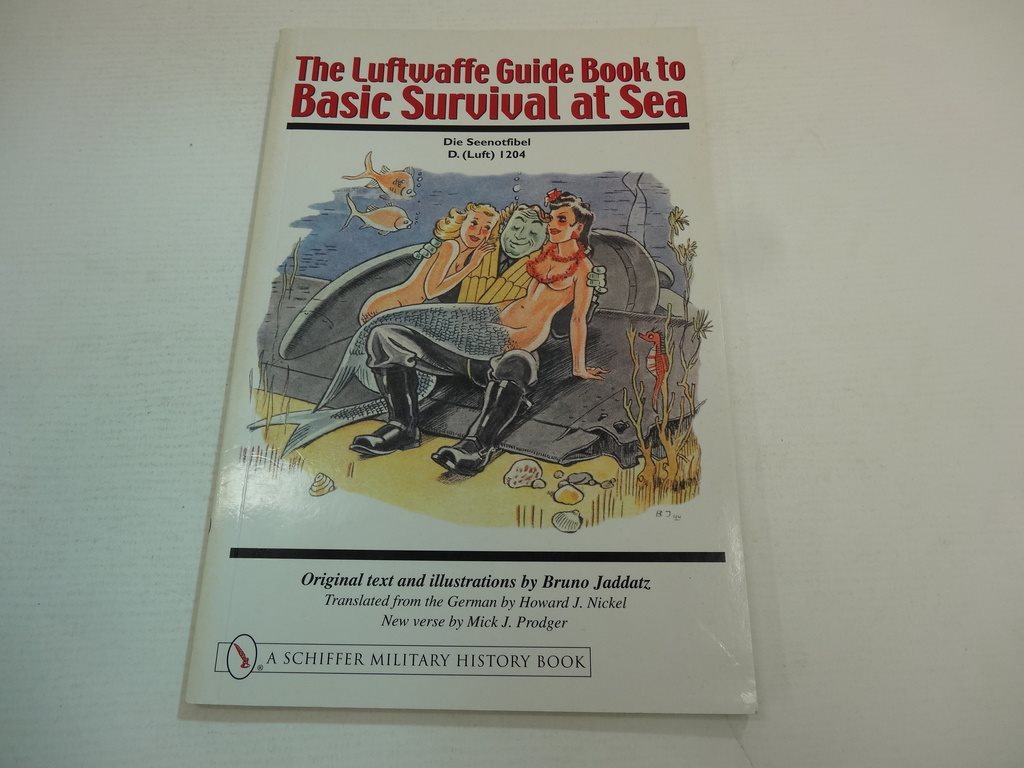 The Luftwaffe Guide Book to
Basic Survival at Sea
Die Seenotfibel
D. (Luft) 1204
Original text and illustrations by Bruno Jaddatz
Translated from the German by Howard J. Nickel
New verse by Mick J. Prodger
® A SCHIFFER MILITARY HISTORY BOOK